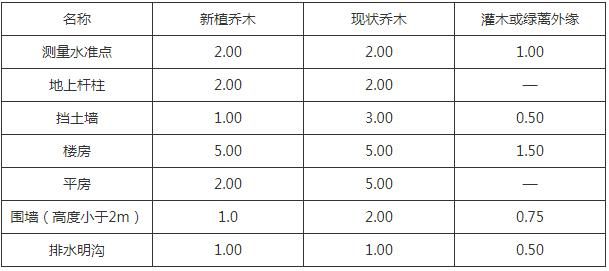 名称 新植乔木 现状乔木 灌木或绿蓠外缘
测量水准点 2.00 2.00 1.00
地上杆柱 2.00 2.00 —
挡土墙 1.00 3.00 0.50
楼房 5.00 5.00 1.50
平房 2.00 5.00 —
围墙（高度小于2m） 1.0 2.00 0.75
排水明沟 1.00 1.00 0.50